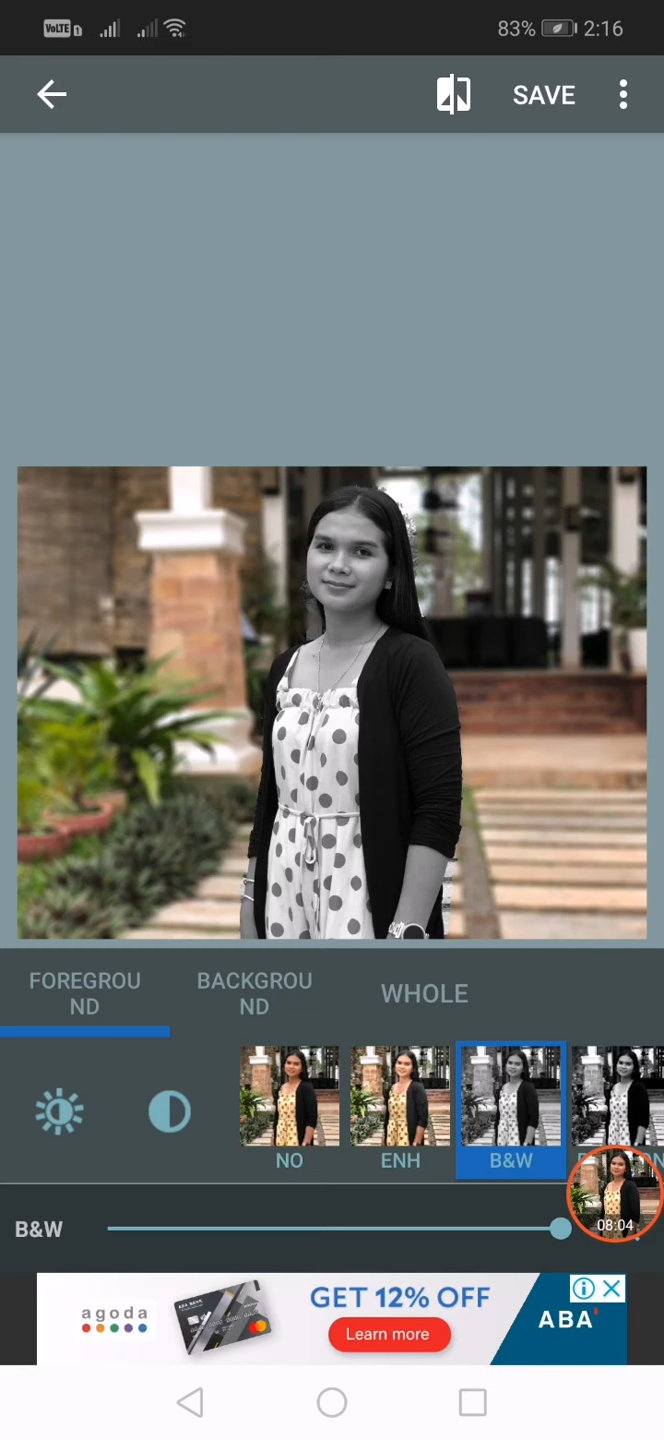 VoLTE 83% 2:16
SAVE
FOREGROU
ND
BACKGROU
ND
WHOLE
NO
ENH
B&W
08:04
B&W
agoda
GET 12% OFF
Learn more
ABA